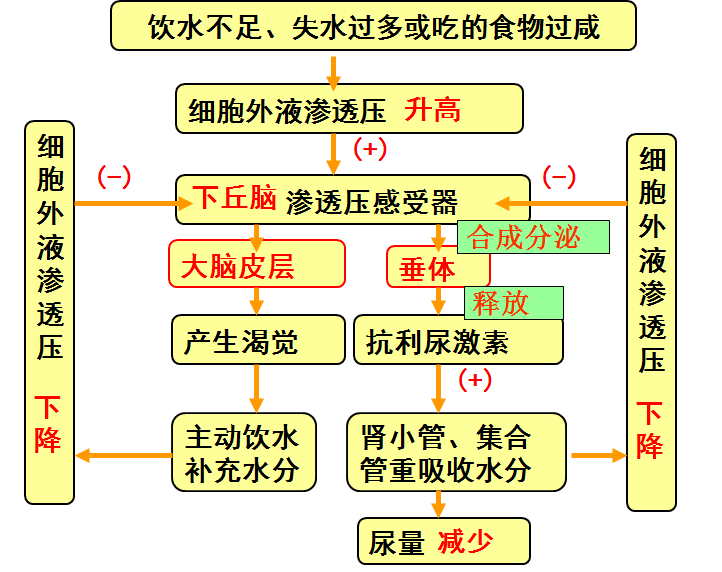 饮水不足、失水过多或吃的食物过咸
细胞外液渗透压 升高
(+)
(−)
(−)
下丘脑 渗透压感受器
合成分泌
大脑皮层
垂体
释放
产生渴觉
抗利尿激素
(+)
主动饮水
补充水分
肾小管、集合
管重吸收水分
尿量 减少
细胞外液渗透压 下降
细胞外液渗透压 下降